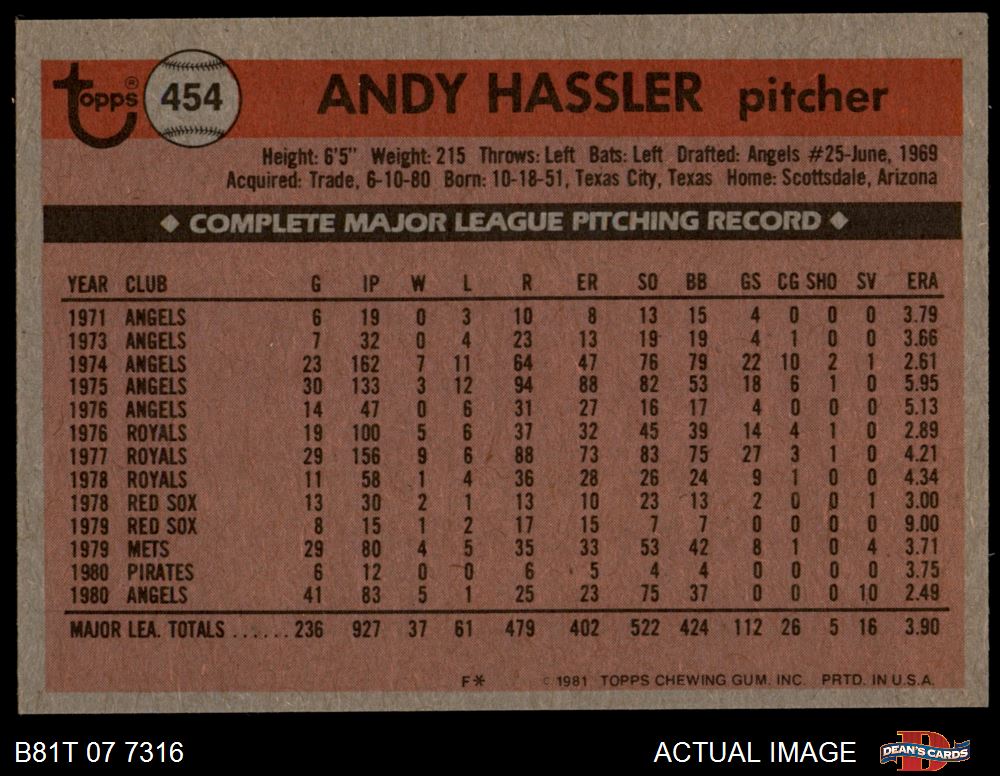 Topps® 454 ANDY HASSLER pitcher
Height: 6'5" Weight: 215 Throws: Left Bats: Left Drafted: Angels #25-June, 1969
Acquired: Trade, 6-10-80 Born: 10-18-51, Texas City, Texas Home: Scottsdale, Arizona
◆ COMPLETE MAJOR LEAGUE PITCHING RECORD ◆
YEAR CLUB G IP W L R ER SO BB GS CG SHO SV ERA
1971 ANGELS 6 19 0 3 10 8 13 15 4 0 0 0 3.79
1973 ANGELS 7 32 0 4 23 13 19 19 4 1 0 0 3.66
1974 ANGELS 23 162 7 11 64 47 76 79 22 10 2 1 2.61
1975 ANGELS 30 133 3 12 94 88 82 53 18 6 1 0 5.95
1976 ANGELS 14 47 0 6 31 27 16 17 4 0 0 0 5.13
1976 ROYALS 19 100 5 6 37 32 45 39 14 4 1 0 2.89
1977 ROYALS 29 156 9 6 88 73 83 75 27 3 1 0 4.21
1978 ROYALS 11 58 1 4 36 28 26 24 9 1 0 0 4.34
1978 RED SOX 13 30 2 1 13 10 23 13 2 0 0 1 3.00
1979 RED SOX 8 15 1 2 17 15 7 7 0 0 0 0 9.00
1979 METS 29 80 4 5 35 33 53 42 8 1 0 4 3.71
1980 PIRATES 6 12 0 0 6 5 4 4 0 0 0 0 3.75
1980 ANGELS 41 83 5 1 25 23 75 37 0 0 0 10 2.49
MAJOR LEA. TOTALS ...... 236 927 37 61 479 402 522 424 112 26 5 16 3.90
F* © 1981 TOPPS CHEWING GUM. INC. PRTD. IN U.S.A.
B81T 07 7316 ACTUAL IMAGE DEAN'S CARDS